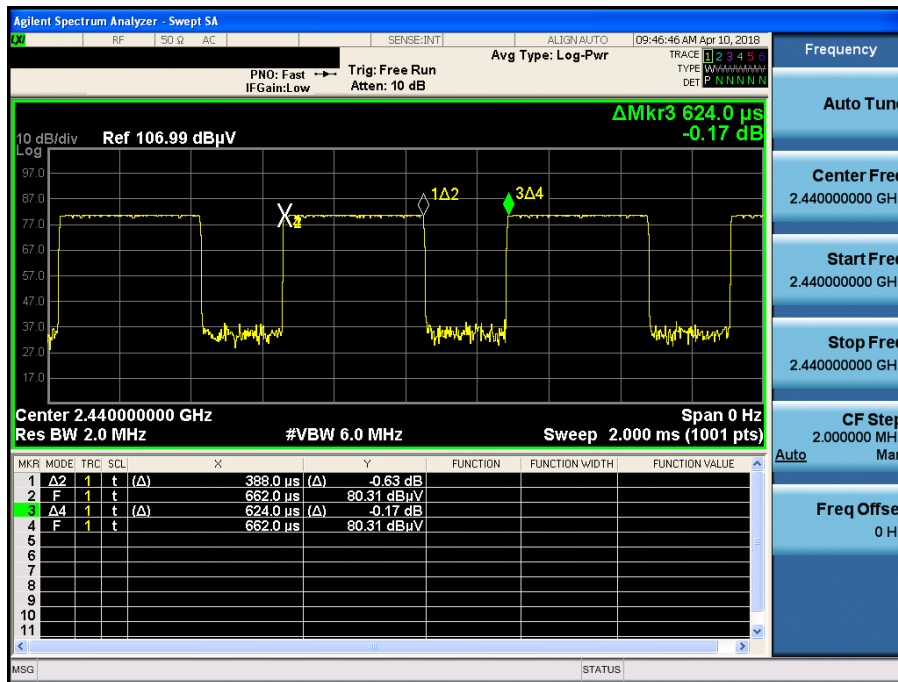 Agilent Spectrum Analyzer - Swept SA
LXI RF 50 Ω AC SENSE:INT ALIGN AUTO 09:46:46 AM Apr 10, 2018
PNO: Fast Trig: Free Run Avg Type: Log-Pwr TRACE 1 2 3 4 5 6
IFGain:Low Atten: 10 dB TYPE WWWWWW
DET P N N N N N
ΔMkr3 624.0 µs
-0.17 dB
10 dB/div Ref 106.99 dBµV
Log
97.0
87.0
77.0
67.0
57.0
47.0
37.0
27.0
17.0
1Δ2
3Δ4
Center 2.440000000 GHz Span 0 Hz
Res BW 2.0 MHz #VBW 6.0 MHz Sweep 2.000 ms (1001 pts)
MKR MODE TRC SCL X Y FUNCTION FUNCTION WIDTH FUNCTION VALUE
1 Δ2 1 t (Δ) 388.0 µs (Δ) -0.63 dB
2 F 1 t 662.0 µs 80.31 dBµV
3 Δ4 1 t (Δ) 624.0 µs (Δ) -0.17 dB
4 F 1 t 662.0 µs 80.31 dBµV
5
6
7
8
9
10
11
MSG STATUS
Frequency
Auto Tune
Center Freq
2.440000000 GH
Start Freq
2.440000000 GH
Stop Freq
2.440000000 GH
CF Step
2.000000 MH
Auto Man
Freq Offset
0 H